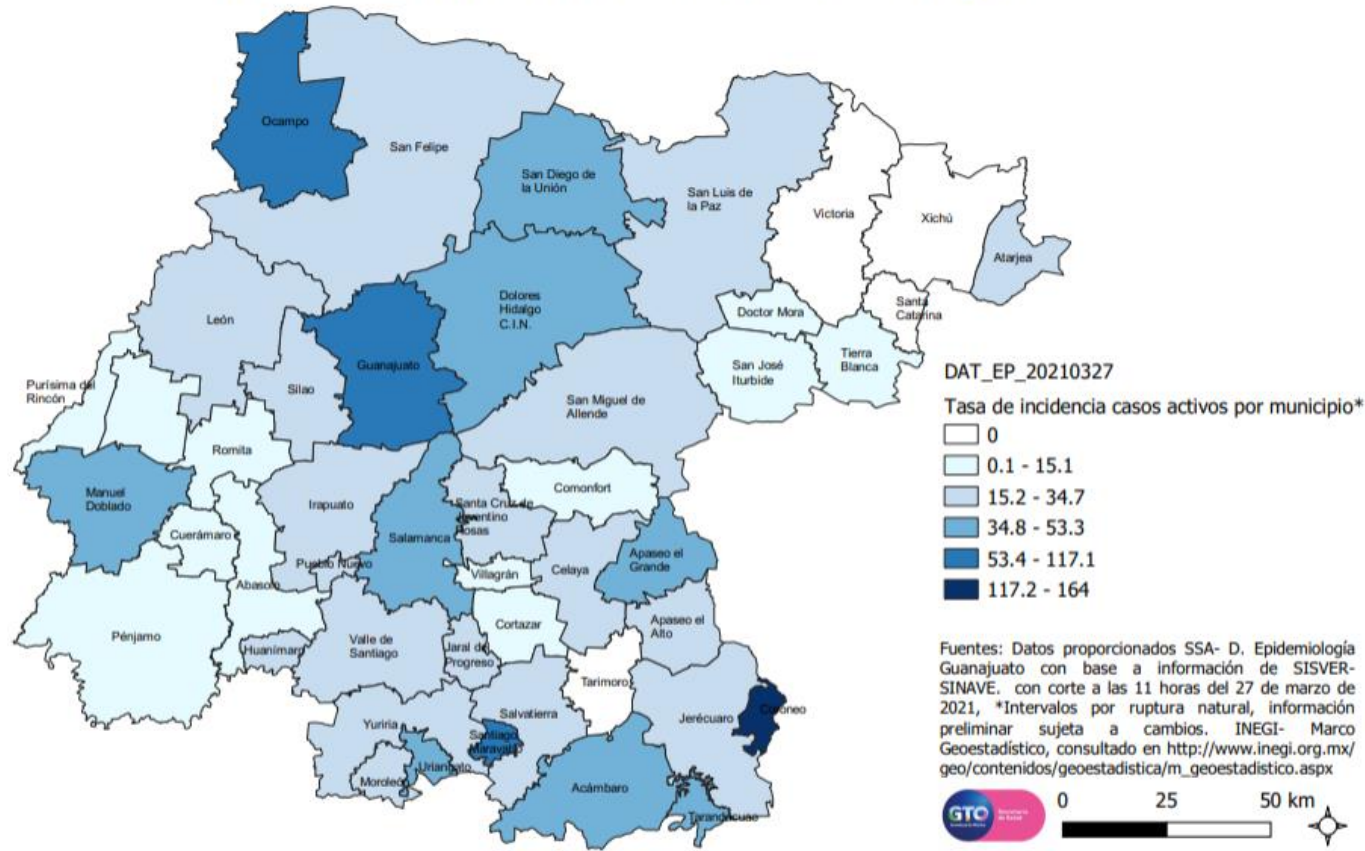 Ocampo
San Felipe
San Diego de
la Unión
San Luis de
la Paz
Victoria
Xichú
Atarjea
Santa
Catarina
Dolores
Hidalgo
C.I.N.
Doctor Mora
San José
Iturbide
Tierra
Blanca
León
Guanajuato
Silao
San Miguel de
Allende
Purísima del
Rincón
Romita
Manuel
Doblado
Cuerámaro
Irapuato
Salamanca
Santa Cruz de
Juventino
Rosas
Comonfort
Apaseo el
Grande
Celaya
Villagrán
Pueblo Nuevo
Abasolo
Pénjamo
Huanímaro
Valle de
Santiago
Jaral de
Progreso
Cortazar
Apaseo el
Alto
Tarimoro
Salvatierra
Jerécuaro
Coroneo
Yuriria
Santiago
Maravatío
Uriangato
Moroleón
Acámbaro
Tarandacuae
DAT_EP_20210327
Tasa de incidencia casos activos por municipio*
0
0.1 - 15.1
15.2 - 34.7
34.8 - 53.3
53.4 - 117.1
117.2 - 164
Fuentes: Datos proporcionados SSA- D. Epidemiología
Guanajuato con base a información de SISVER-
SINAVE. con corte a las 11 horas del 27 de marzo de
2021, *Intervalos por ruptura natural, información
preliminar sujeta a cambios. INEGI- Marco
Geoestadístico, consultado en http://www.inegi.org.mx/
geo/contenidos/geoestadistica/m_geoestadistico.aspx
GTO
Secretaría
de Salud
0 25 50 km